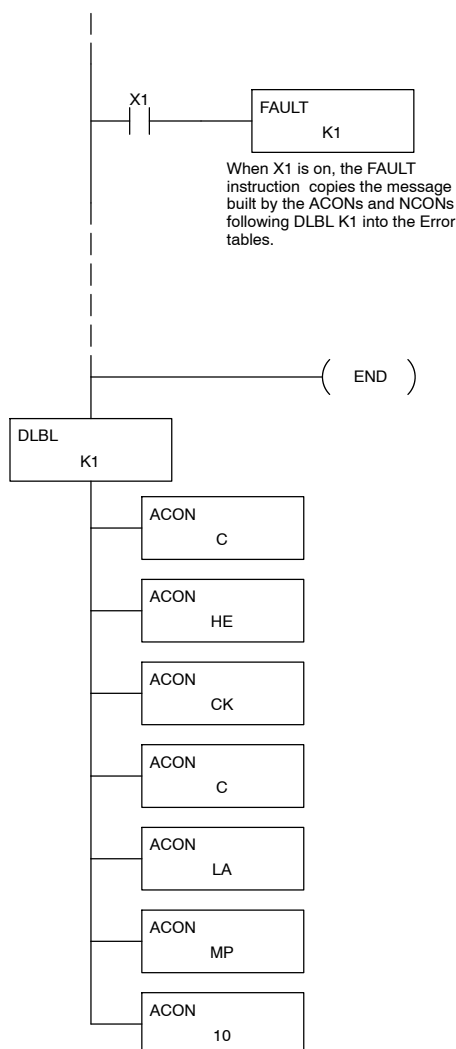 X1
FAULT
K1
When X1 is on, the FAULT
instruction copies the message
built by the ACONs and NCONs
following DLBL K1 into the Error
tables.
END
DLBL
K1
ACON
C
ACON
HE
ACON
CK
ACON
C
ACON
LA
ACON
MP
ACON
10